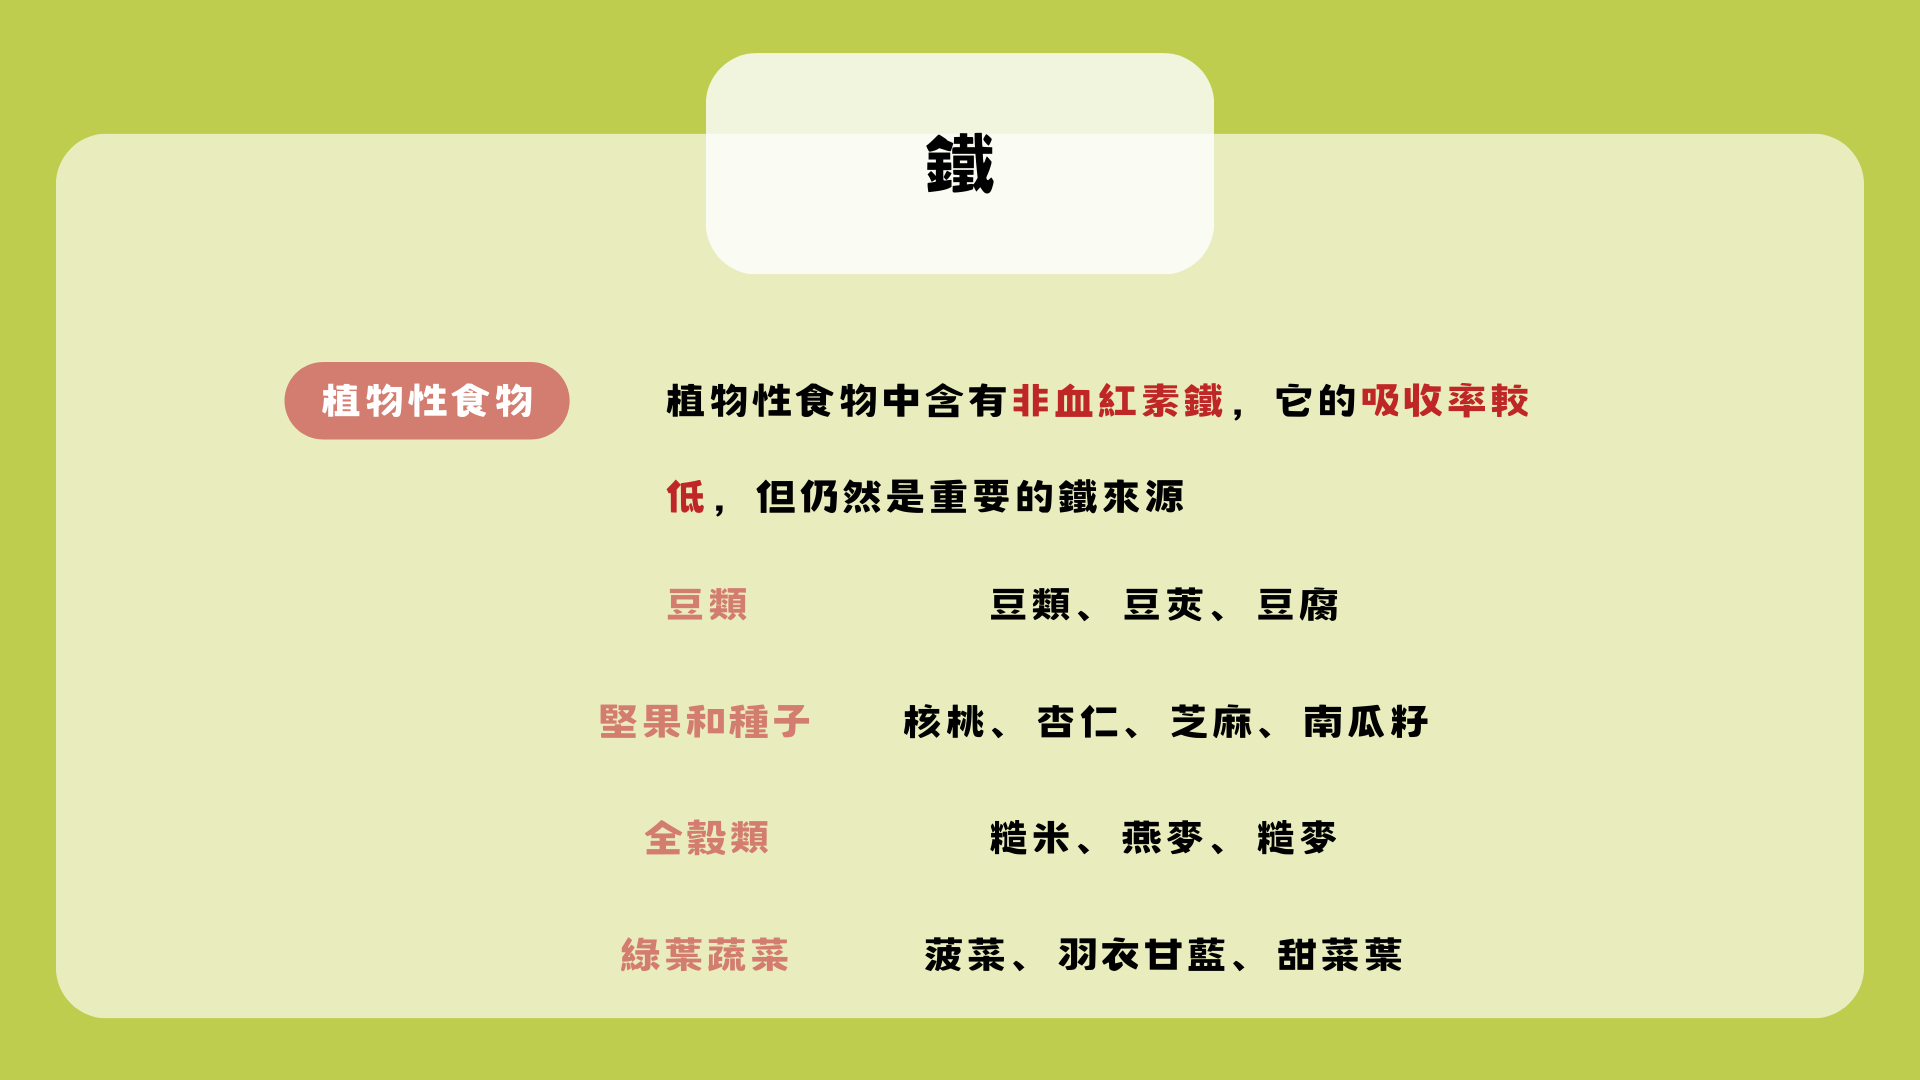 鐵
植物性食物
植物性食物中含有非血紅素鐵，它的吸收率較
低，但仍然是重要的鐵來源
豆類
豆類、豆莢、豆腐
堅果和種子
核桃、杏仁、芝麻、南瓜籽
全穀類
糙米、燕麥、糙麥
綠葉蔬菜
菠菜、羽衣甘藍、甜菜葉